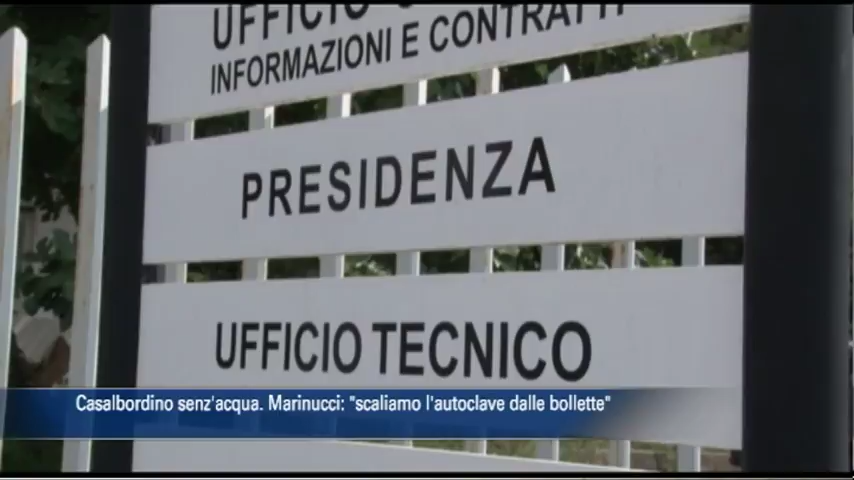 UFFICIO
INFORMAZIONI E CONTRATTI
PRESIDENZA
UFFICIO TECNICO
Casalbordino senz'acqua. Marinucci: "scaliamo l'autoclave dalle bollette"